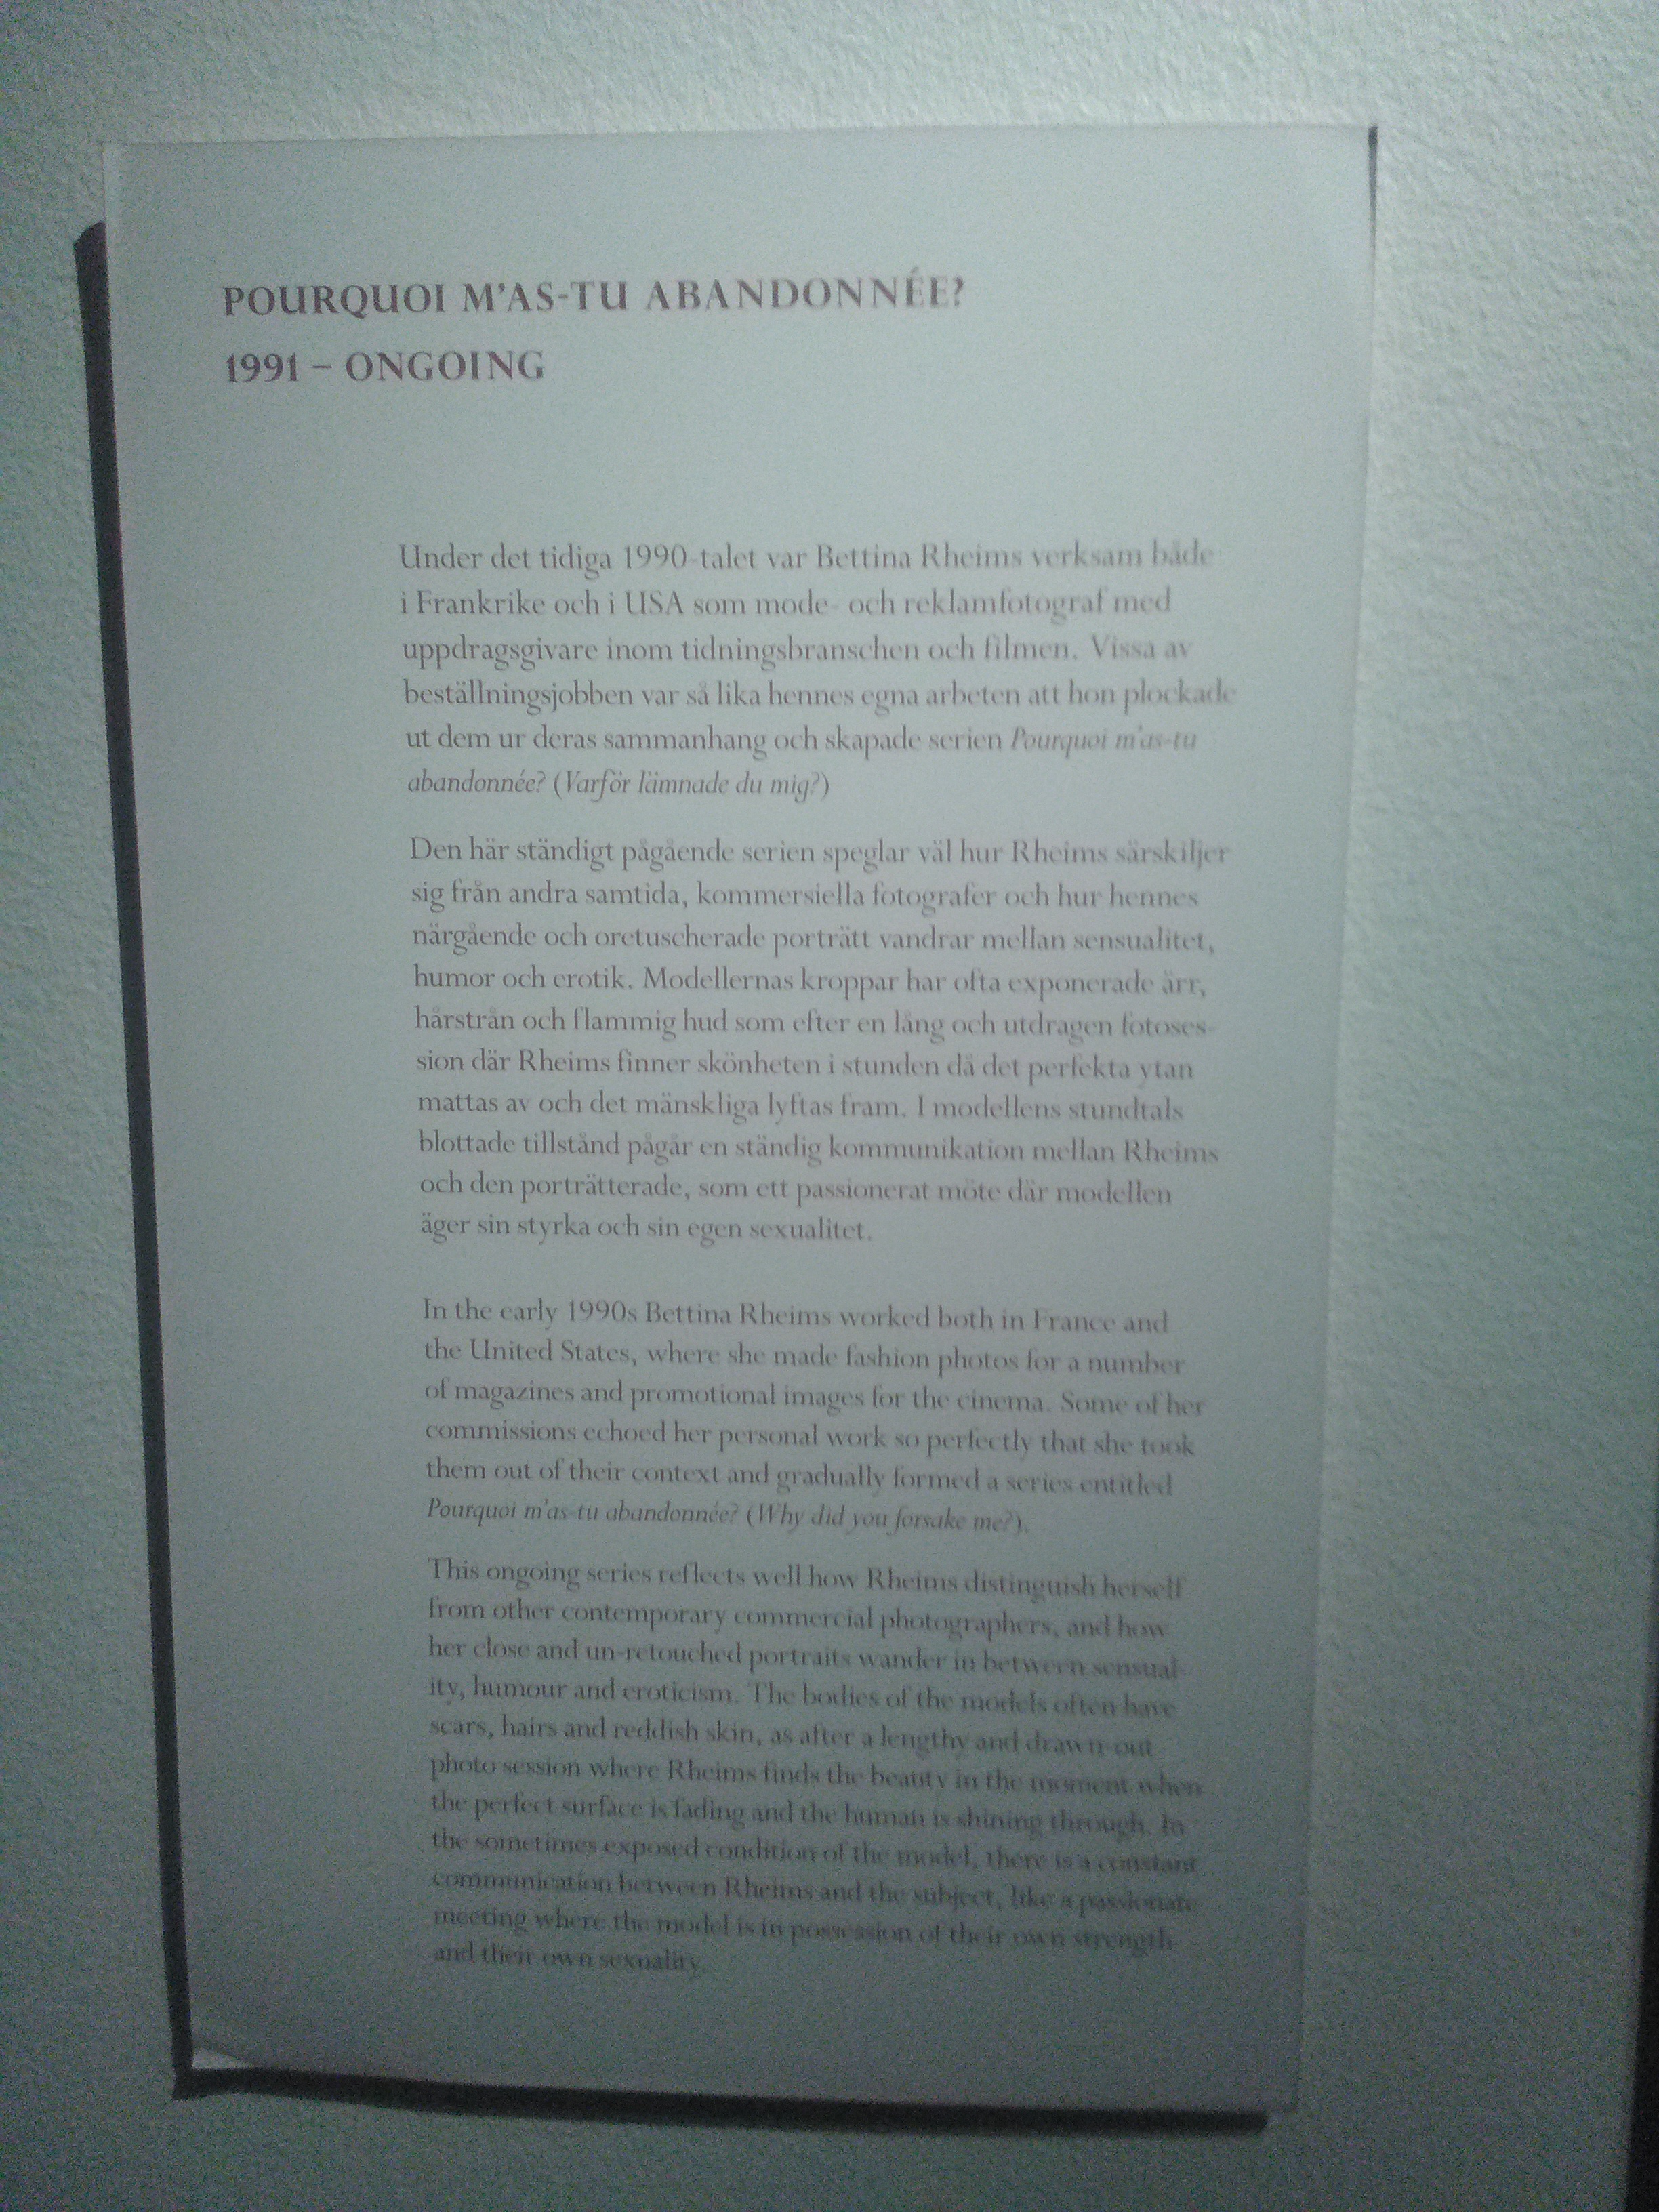 POURQUOI M'AS-TU ABANDONNÉE?
1991 – ONGOING
Under det tidiga 1990-talet var Bettina Rheims verksam både
i Frankrike och i USA som mode- och reklamfotograf med
uppdragsgivare inom tidningsbranschen och filmen. Vissa av
beställningsjobben var så lika hennes egna arbeten att hon plockade
ut dem ur deras sammanhang och skapade serien Pourquoi m'as-tu
abandonnée? (Varför lämnade du mig?)
Den här ständigt pågående serien speglar väl hur Rheims särskiljer
sig från andra samtida, kommersiella fotografer och hur hennes
närgående och oretuscherade porträtt vandrar mellan sensualitet,
humor och erotik. Modellernas kroppar har ofta exponerade ärr,
hårstrån och flammig hud som efter en lång och utdragen fotoses-
sion där Rheims finner skönheten i stunden då det perfekta ytan
mattas av och det mänskliga lyftas fram. I modellens stundtals
blottade tillstånd pågår en ständig kommunikation mellan Rheims
och den porträtterade, som ett passionerat möte där modellen
äger sin styrka och sin egen sexualitet.
In the early 1990s Bettina Rheims worked both in France and
the United States, where she made fashion photos for a number
of magazines and promotional images for the cinema. Some of her
commissions echoed her personal work so perfectly that she took
them out of their context and gradually formed a series entitled
Pourquoi m'as-tu abandonnée? (Why did you forsake me?).
This ongoing series reflects well how Rheims distinguish herself
from other contemporary commercial photographers, and how
her close and un-retouched portraits wander in between sensual-
ity, humour and eroticism. The bodies of the models often have
scars, hairs and reddish skin, as after a lengthy and drawn-out
photo session where Rheims finds the beauty in the moment when
the perfect surface is fading and the human is shining through. In
the sometimes exposed condition of the model, there is a constant
communication between Rheims and the subject, like a passionate
meeting where the model is in possession of their own strength
and their own sexuality.